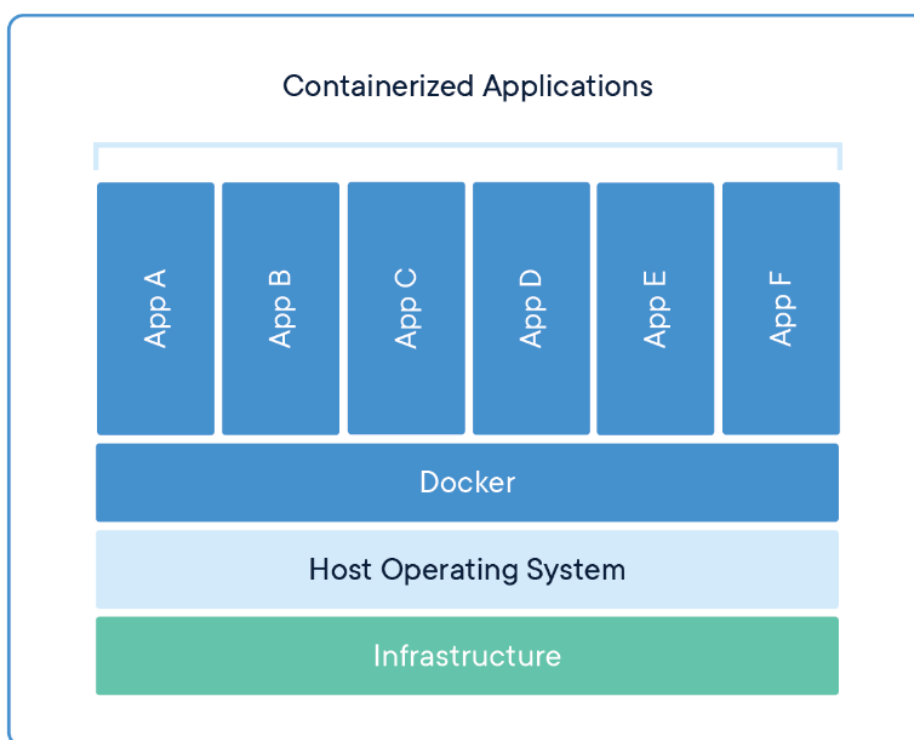 Containerized Applications
App A
App B
App C
App D
App E
App F
Docker
Host Operating System
Infrastructure